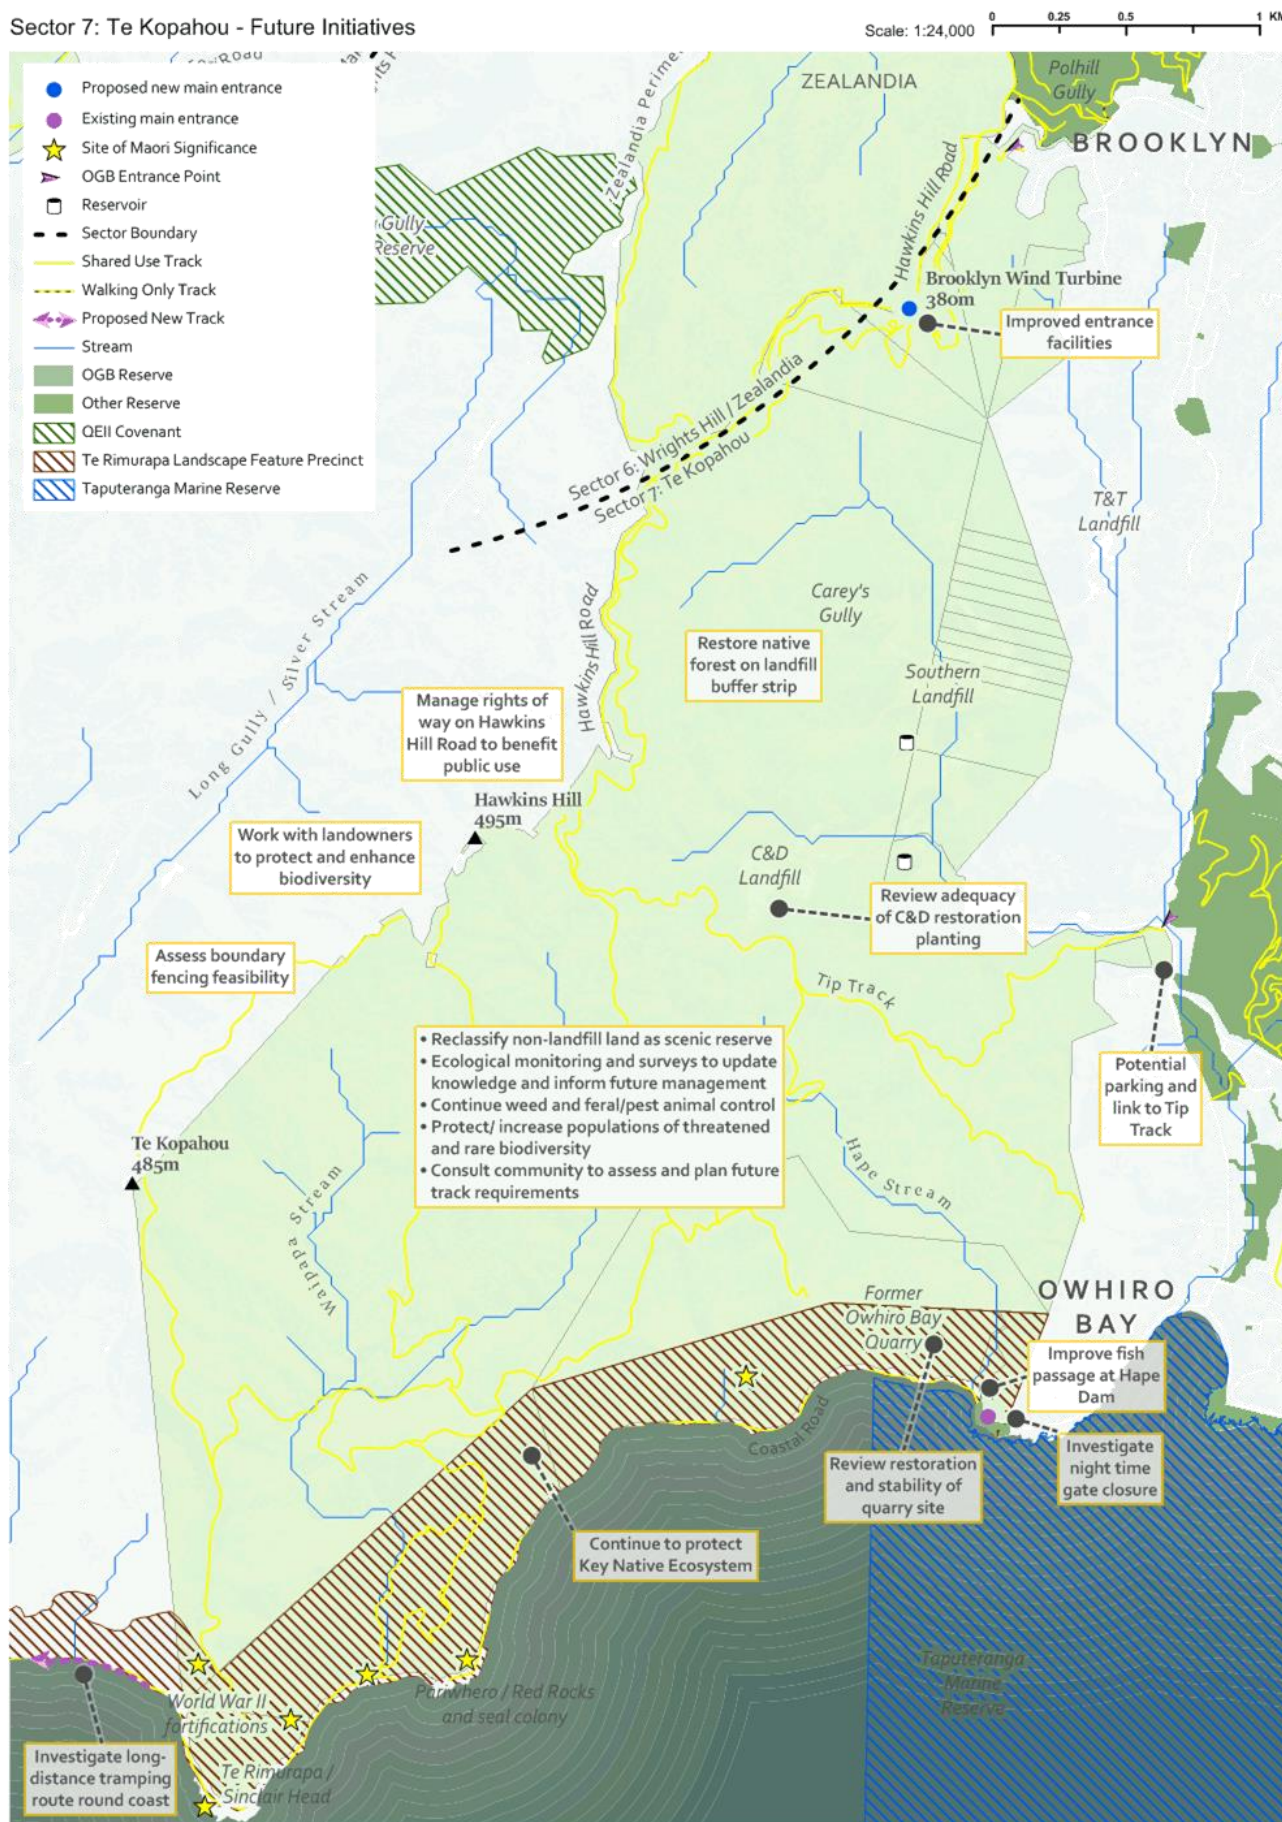 Sector 7: Te Kopahou - Future Initiatives
Scale: 1:24,000
0 0.25 0.5 1 KM
Proposed new main entrance
Existing main entrance
Site of Maori Significance
OGB Entrance Point
Reservoir
Sector Boundary
Shared Use Track
Walking Only Track
Proposed New Track
Stream
OGB Reserve
Other Reserve
QEII Covenant
Te Rimurapa Landscape Feature Precinct
Taputeranga Marine Reserve
Road
Zealandia Perime
ZEALANDIA
Polhill
Gully
BROOKLYN
Gully
Reserve
Hawkins Hill Road
Brooklyn Wind Turbine
380m
Improved entrance
facilities
Sector 6: Wrights Hill / Zealandia
Sector 7: Te Kopahou
T&T
Landfill
Long Gully / Silver Stream
Hawkins Hill Road
Carey's
Gully
Restore native
forest on landfill
buffer strip
Southern
Landfill
Manage rights of
way on Hawkins
Hill Road to benefit
public use
Hawkins Hill
495m
Work with landowners
to protect and enhance
biodiversity
C&D
Landfill
Review adequacy
of C&D restoration
planting
Assess boundary
fencing feasibility
Tip Track
• Reclassify non-landfill land as scenic reserve
• Ecological monitoring and surveys to update
knowledge and inform future management
• Continue weed and feral/pest animal control
• Protect/ increase populations of threatened
and rare biodiversity
• Consult community to assess and plan future
track requirements
Potential
parking and
link to Tip
Track
Te Kopahou
485m
Waipapa Stream
Hape Stream
OWHIRO
BAY
Former
Owhiro Bay
Quarry
Improve fish
passage at Hape
Dam
Coastal Road
Review restoration
and stability of
quarry site
Investigate
night time
gate closure
Continue to protect
Key Native Ecosystem
Taputeranga
Marine
Reserve
Pariwhero / Red Rocks
and seal colony
World War II
fortifications
Investigate long-
distance tramping
route round coast
Te Rimurapa /
Sinclair Head